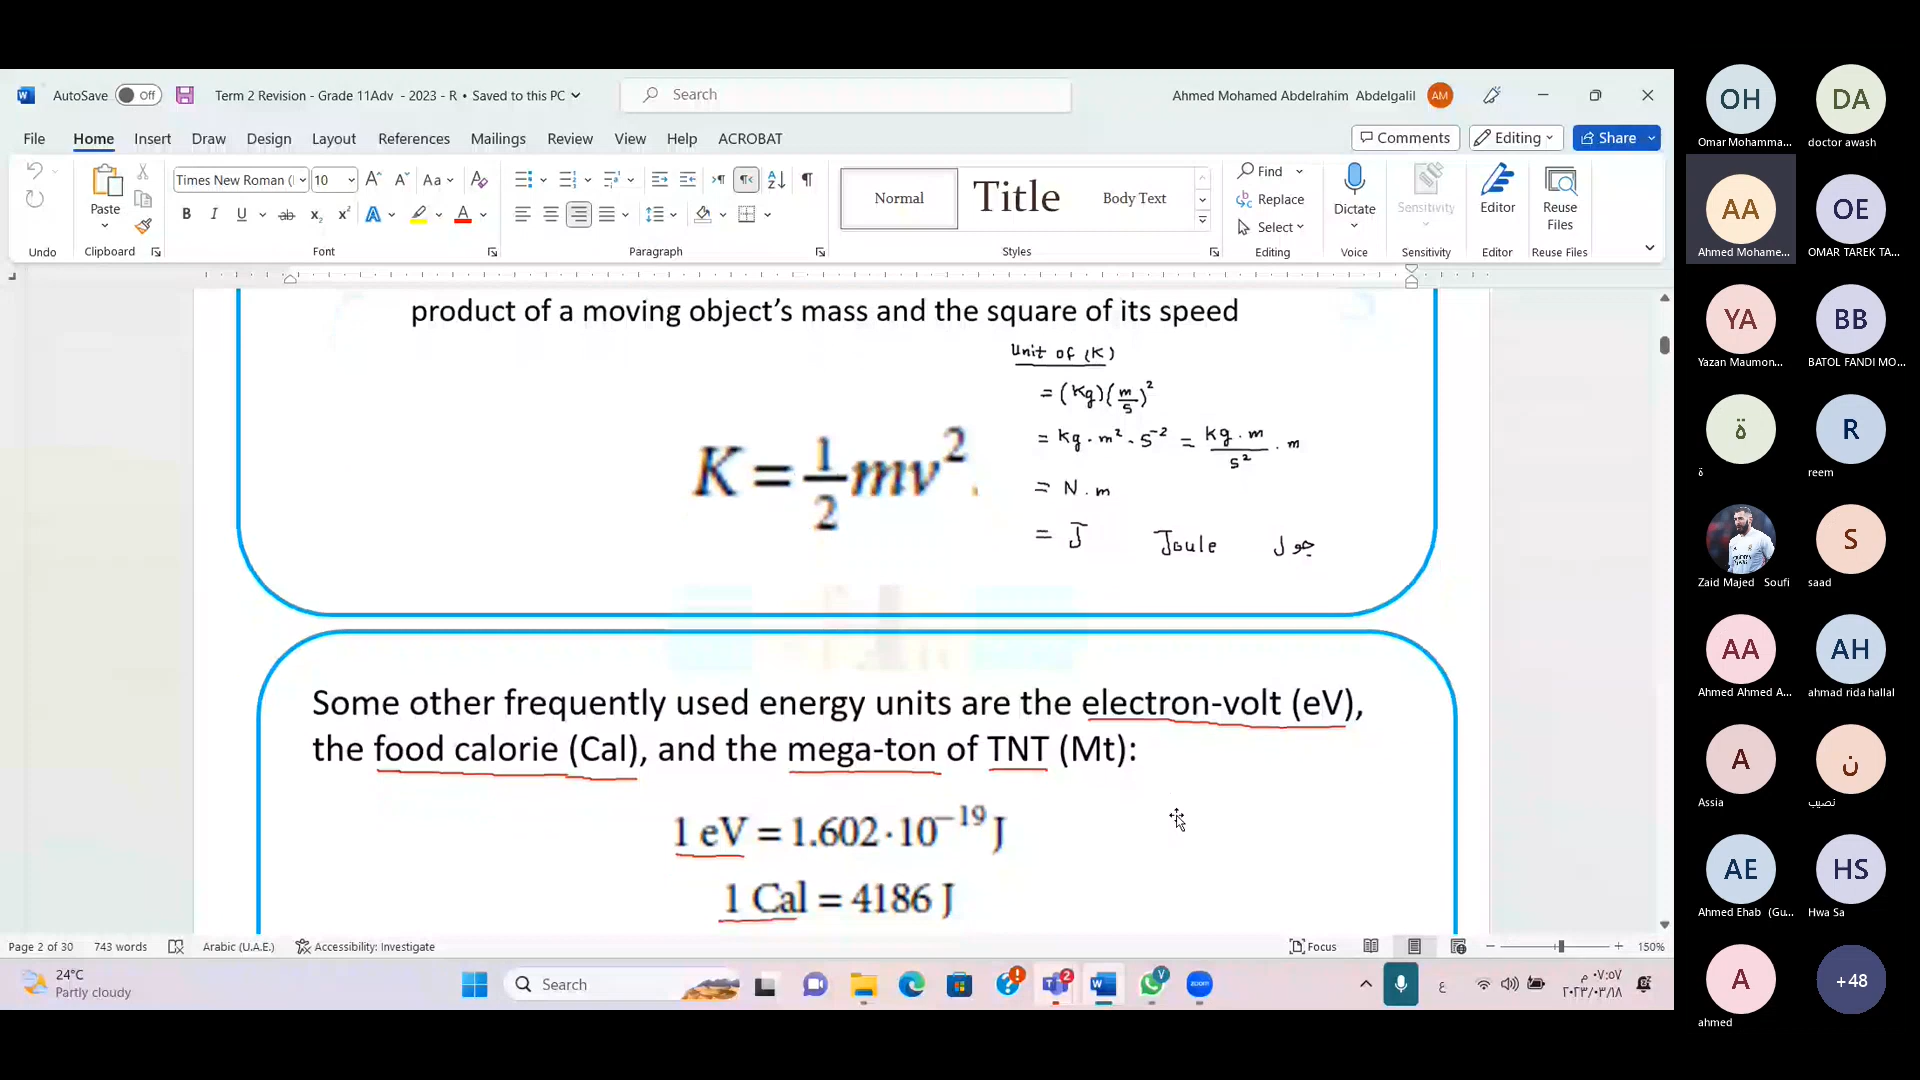 AutoSave Off Term 2 Revision - Grade 11Adv - 2023 - R • Saved to this PC Search Ahmed Mohamed Abdelrahim Abdelgalil AM
File Home Insert Draw Design Layout References Mailings Review View Help ACROBAT Comments Editing Share
Paste Times New Roman ( 10 Normal Title Body Text Find Replace Select Dictate Sensitivity Editor Reuse Files
Undo Clipboard Font Paragraph Styles Editing Voice Sensitivity Editor Reuse Files
product of a moving object’s mass and the square of its speed
Unit of (K)
= (Kg)(m/s)²
= Kg . m² . s⁻² = Kg . m / s² . m
K = 1/2 mv².
= N . m
= J Joule جول
Some other frequently used energy units are the electron-volt (eV),
the food calorie (Cal), and the mega-ton of TNT (Mt):
1 eV = 1.602·10⁻¹⁹ J
1 Cal = 4186 J
Page 2 of 30 743 words Arabic (U.A.E.) Accessibility: Investigate Focus 150%
24°C
Partly cloudy
Search
zoom
ع
٠٧:٥٧ م
٢٠٢٣/٠٣/١٨
OH DA
Omar Mohamma... doctor awash
AA OE
Ahmed Mohame... OMAR TAREK TA...
YA BB
Yazan Maumon... BATOL FANDI MO...
ة R
ة reem
S
Zaid Majed Soufi saad
AA AH
Ahmed Ahmed A... ahmad rida hallal
A ن
Assia نصيب
AE HS
Ahmed Ehab (Gu... Hwa Sa
A +48
ahmed